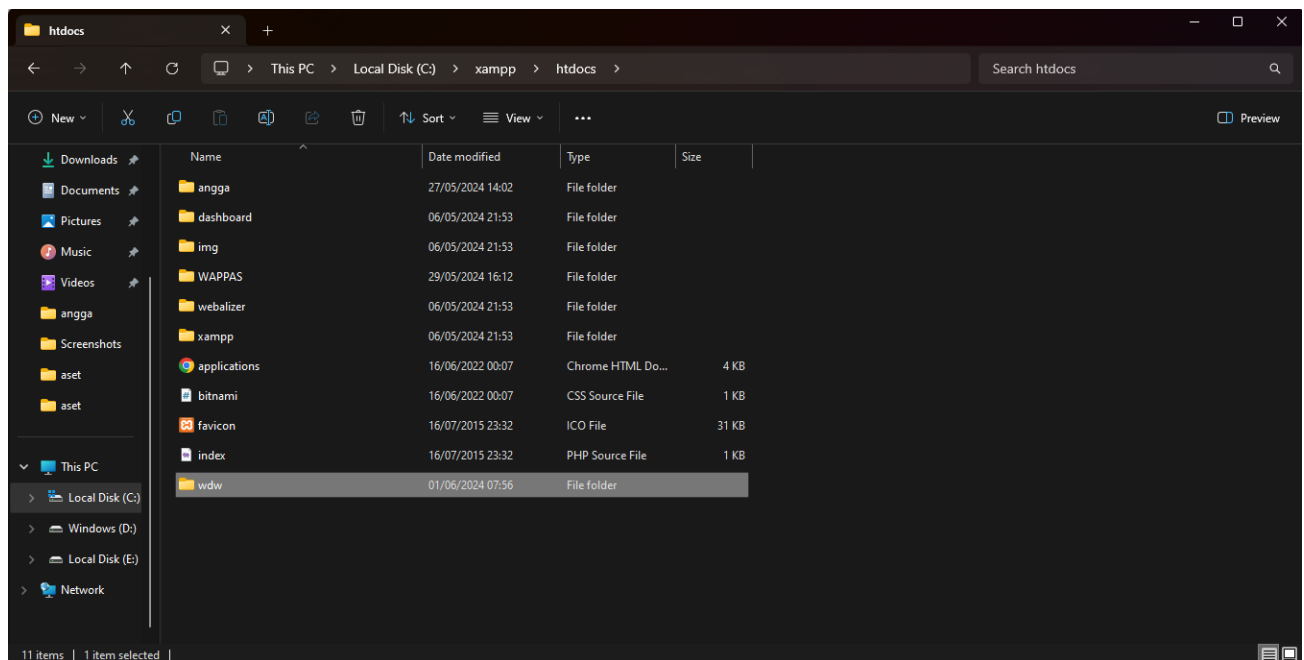 htdocs
This PC > Local Disk (C:) > xampp > htdocs >
Search htdocs
New
Sort
View
Preview
Downloads
Documents
Pictures
Music
Videos
angga
Screenshots
aset
aset
This PC
Local Disk (C:)
Windows (D:)
Local Disk (E:)
Network
Name Date modified Type Size
angga 27/05/2024 14:02 File folder
dashboard 06/05/2024 21:53 File folder
img 06/05/2024 21:53 File folder
WAPPAS 29/05/2024 16:12 File folder
webalizer 06/05/2024 21:53 File folder
xampp 06/05/2024 21:53 File folder
applications 16/06/2022 00:07 Chrome HTML Do... 4 KB
bitnami 16/06/2022 00:07 CSS Source File 1 KB
favicon 16/07/2015 23:32 ICO File 31 KB
index 16/07/2015 23:32 PHP Source File 1 KB
wdw 01/06/2024 07:56 File folder
11 items | 1 item selected |